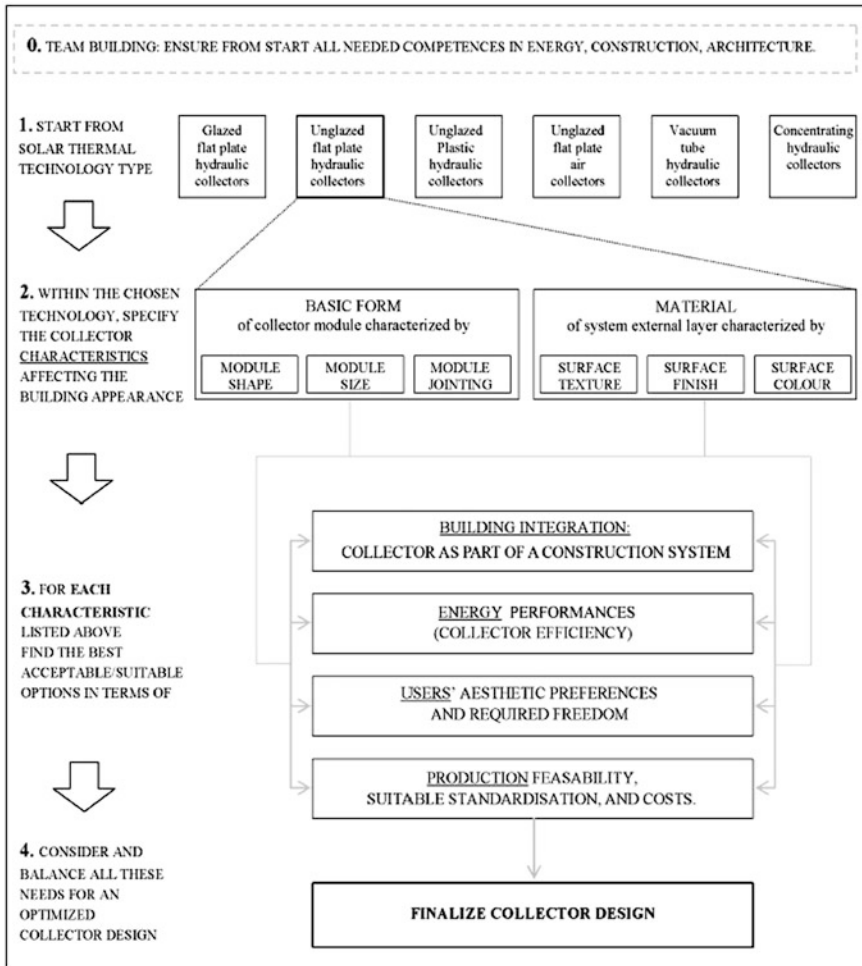 0. TEAM BUILDING: ENSURE FROM START ALL NEEDED COMPETENCES IN ENERGY, CONSTRUCTION, ARCHITECTURE.
1. START FROM
SOLAR THERMAL
TECHNOLOGY TYPE
Glazed
flat plate
hydraulic
collectors
Unglazed
flat plate
hydraulic
collectors
Unglazed
Plastic
hydraulic
collectors
Unglazed
flat plate
air
collectors
Vacuum
tube
hydraulic
collectors
Concentrating
hydraulic
collectors
2. WITHIN THE CHOSEN
TECHNOLOGY, SPECIFY
THE COLLECTOR
CHARACTERISTICS
AFFECTING THE
BUILDING APPEARANCE
BASIC FORM
of collector module characterized by
MODULE
SHAPE
MODULE
SIZE
MODULE
JOINTING
MATERIAL
of system external layer characterized by
SURFACE
TEXTURE
SURFACE
FINISH
SURFACE
COLOUR
3. FOR EACH
CHARACTERISTIC
LISTED ABOVE
FIND THE BEST
ACCEPTABLE/SUITABLE
OPTIONS IN TERMS OF
BUILDING INTEGRATION:
COLLECTOR AS PART OF A CONSTRUCTION SYSTEM
ENERGY PERFORMANCES
(COLLECTOR EFFICIENCY)
USERS' AESTHETIC PREFERENCES
AND REQUIRED FREEDOM
PRODUCTION FEASABILITY,
SUITABLE STANDARDISATION, AND COSTS.
4. CONSIDER AND
BALANCE ALL THESE
NEEDS FOR AN
OPTIMIZED
COLLECTOR DESIGN
FINALIZE COLLECTOR DESIGN